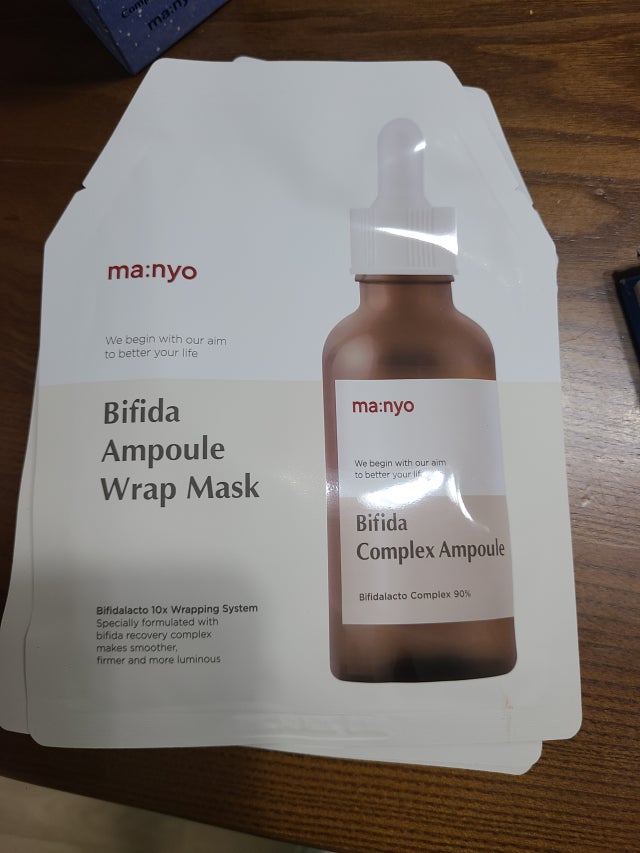 ma:nyo
ma:nyo
We begin with our aim
to better your life
Bifida
Ampoule
Wrap Mask
Bifidalacto 10x Wrapping System
Specially formulated with
bifida recovery complex
makes smoother,
firmer and more luminous
ma:nyo
We begin with our aim
to better your life
Bifida
Complex Ampoule
Bifidalacto Complex 90%